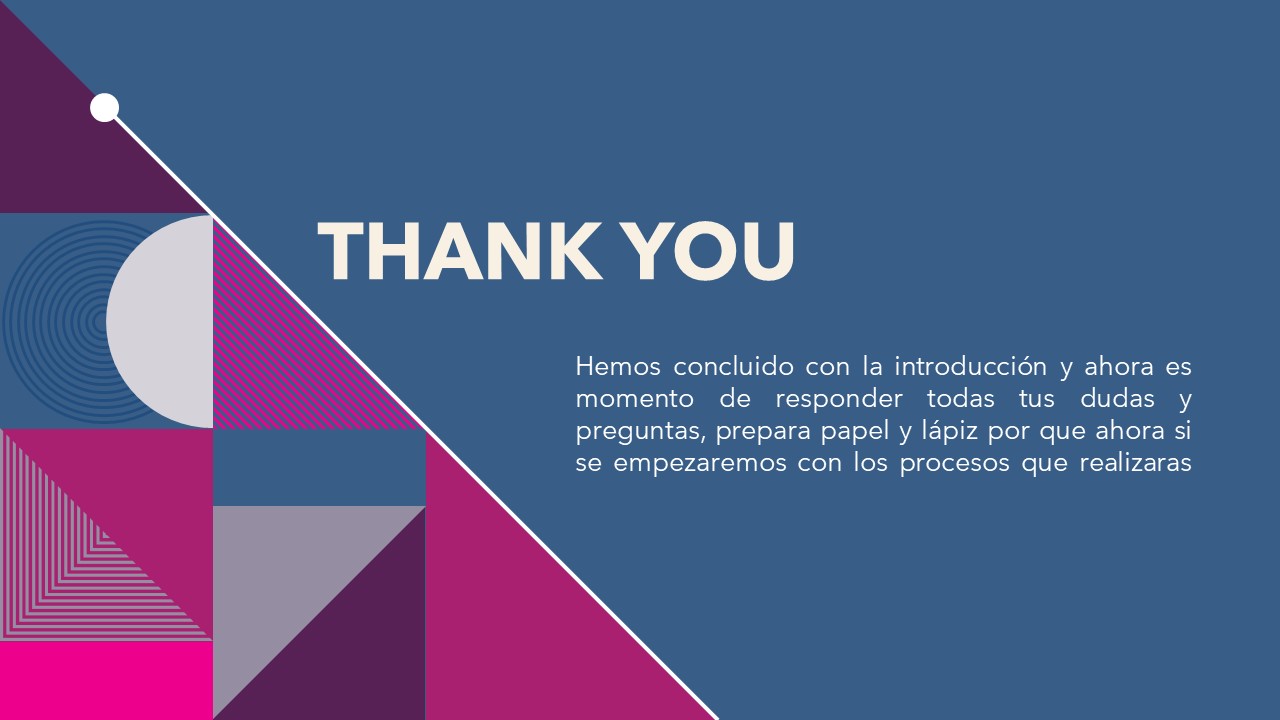 THANK YOU
Hemos concluido con la introducción y ahora es
momento de responder todas tus dudas y
preguntas, prepara papel y lápiz por que ahora si
se empezaremos con los procesos que realizaras